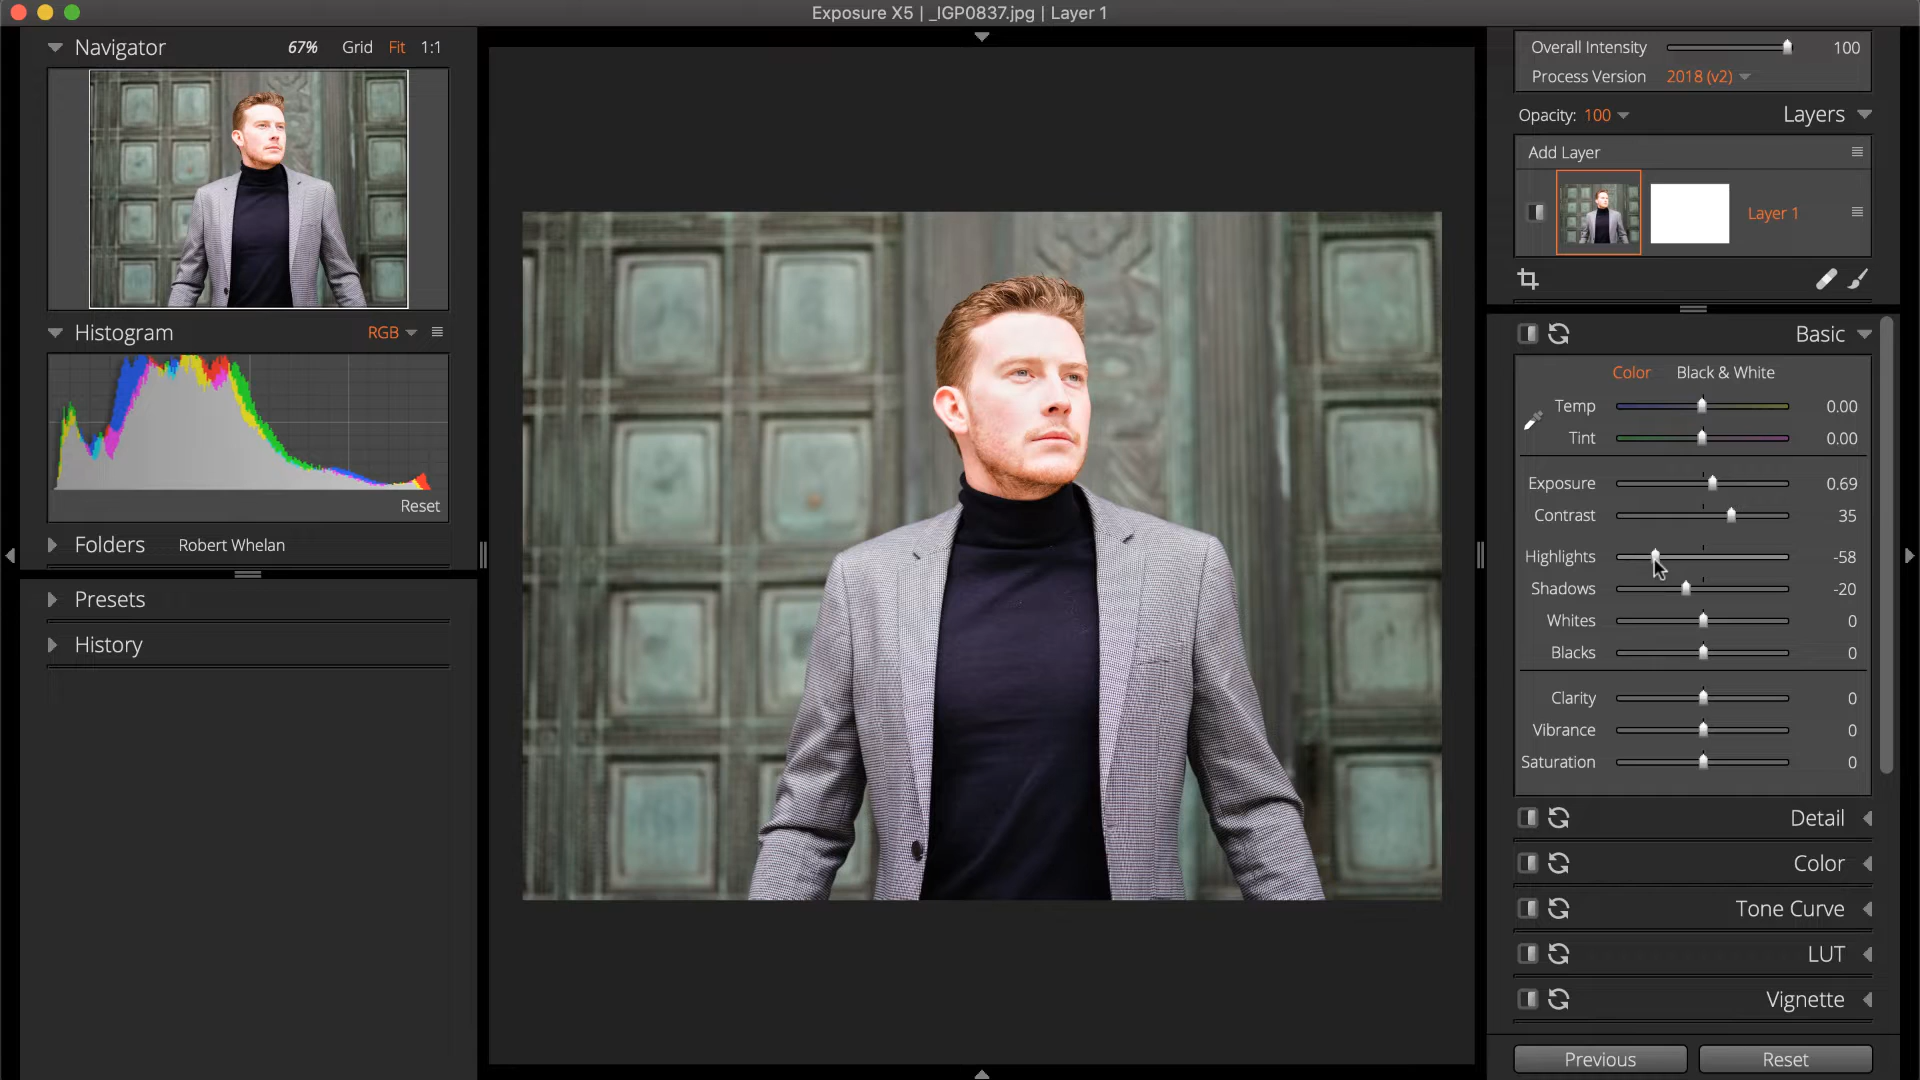 Exposure X5 | _IGP0837.jpg | Layer 1
Navigator 67% Grid Fit 1:1
Histogram RGB
Reset
Folders Robert Whelan
Presets
History
Overall Intensity 100
Process Version 2018 (v2)
Opacity: 100 Layers
Add Layer
Layer 1
Basic
Color Black & White
Temp 0.00
Tint 0.00
Exposure 0.69
Contrast 35
Highlights -58
Shadows -20
Whites 0
Blacks 0
Clarity 0
Vibrance 0
Saturation 0
Detail
Color
Tone Curve
LUT
Vignette
Previous Reset